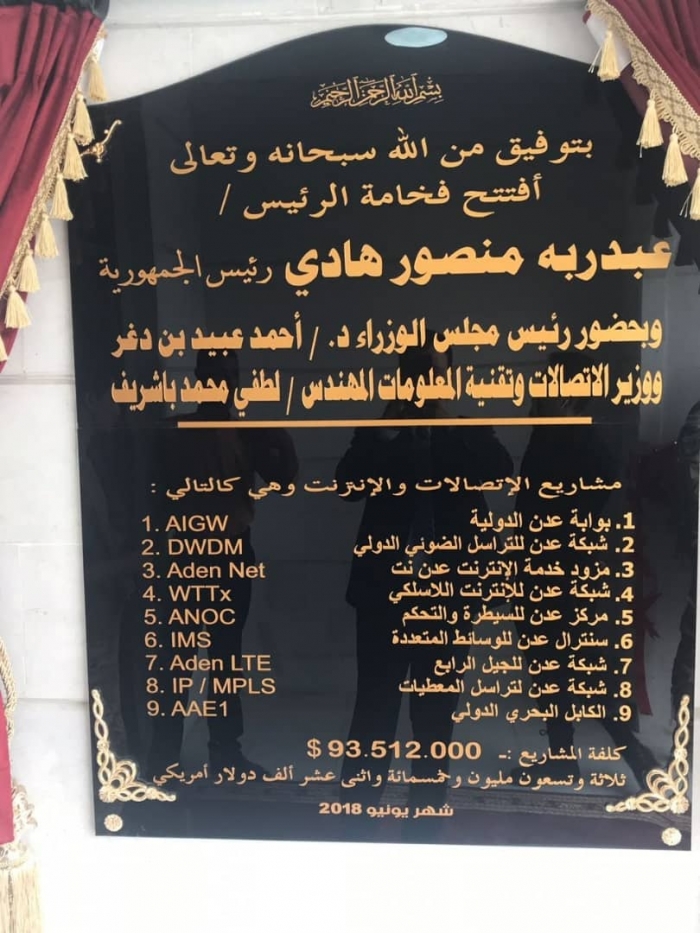 بسم الله الرحمن الرحيم
بتوفيق من الله سبحانه وتعالى
أفتتح فخامة الرئيس /
عبدربه منصور هادي رئيس الجمهورية
وبحضور رئيس مجلس الوزراء د. / أحمد عبيد بن دغر
ووزير الاتصالات وتقنية المعلومات المهندس / لطفي محمد باشريف
مشاريع الإتصالات والإنترنت وهي كالتالي :
1. بوابة عدن الدولية 1. AIGW
2. شبكة عدن للتراسل الضوئي الدولي 2. DWDM
3. مزود خدمة الإنترنت عدن نت 3. Aden Net
4. شبكة عدن للإنترنت اللاسلكي 4. WTTx
5. مركز عدن للسيطرة والتحكم 5. ANOC
6. سنترال عدن للوسائط المتعددة 6. IMS
7. شبكة عدن للجيل الرابع 7. Aden LTE
8. شبكة عدن لتراسل المعطيات 8. IP / MPLS
9. الكابل البحري الدولي 9. AAE1
كلفة المشاريع :- 93.512.000 $
ثلاثة وتسعون مليون وخمسمائة واثنى عشر ألف دولار أمريكي
شهر يونيو 2018